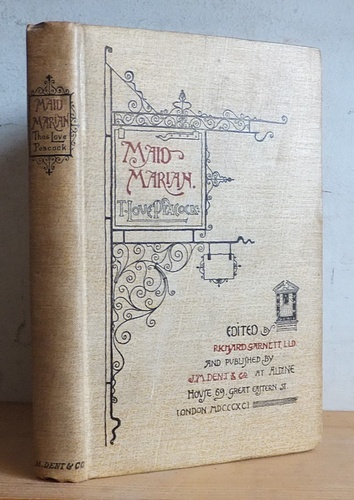 MAID
MARIAN
Thos Love
Peacock
J.M. DENT & CO
MAID
MARIAN.
T. LOVE PEACOCK
EDITED By
RICHARD GARNETT L.L.D.
AND PUBLISHED BY
J.M. DENT & Co. AT ALDINE
HOUSE, 69, GREAT EASTERN ST.
LONDON MDCCCXCI